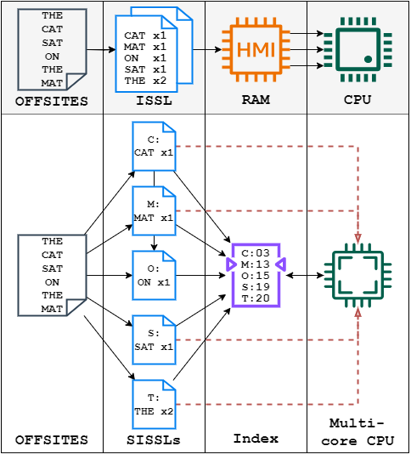 THE
CAT
SAT
ON
THE
MAT
CAT x1
MAT x1
ON x1
SAT x1
THE x2
HMI
OFFSITES
ISSL
RAM
CPU
THE
CAT
SAT
ON
THE
MAT
C:
CAT x1
M:
MAT x1
O:
ON x1
S:
SAT x1
T:
THE x2
C:03
M:13
O:15
S:19
T:20
OFFSITES
SISSLs
Index
Multi-
core CPU